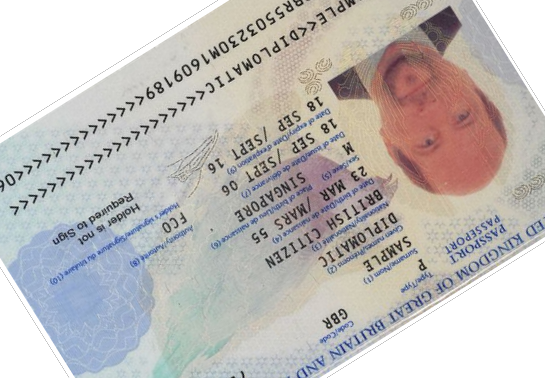 ED KINGDOM OF GREAT BRITAIN AND
PASSPORT
PASSEPORT
Type/Type
P
Code/Code
GBR
Surname/Nom (1)
SAMPLE
Given names/Prénoms (2)
DIPLOMATIC
Nationality/Nationalité (3)
BRITISH CITIZEN
Date of birth/Date de naissance (4)
23 MAR /MARS 55
Sex/Sexe (5)
M
Place of birth/Lieu de naissance (6)
SINGAPORE
Date of issue/Date de délivrance (7)
18 SEP /SEPT 06
Authority/Autorité (8)
FCO
Date of expiry/Date d'expiration (9)
18 SEP /SEPT 16
Holder's signature/Signature du titulaire (10)
Holder is not
Required to Sign
MPLE<<DIPLOMATIC<<<<<<<<<<<<<<<<
BR5503230M1609189<<<<<<<<<<<<<<06